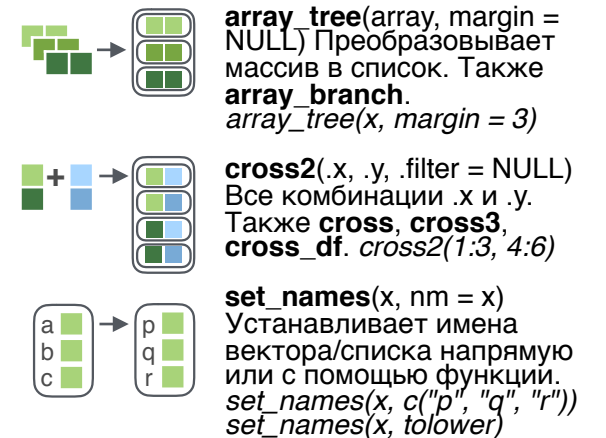 array_tree(array, margin =
NULL) Преобразовывает
массив в список. Также
array_branch.
array_tree(x, margin = 3)
+
cross2(.x, .y, .filter = NULL)
Все комбинации .x и .y.
Также cross, cross3,
cross_df. cross2(1:3, 4:6)
a
b
c
p
q
r
set_names(x, nm = x)
Устанавливает имена
вектора/списка напрямую
или с помощью функции.
set_names(x, c("p", "q", "r"))
set_names(x, tolower)